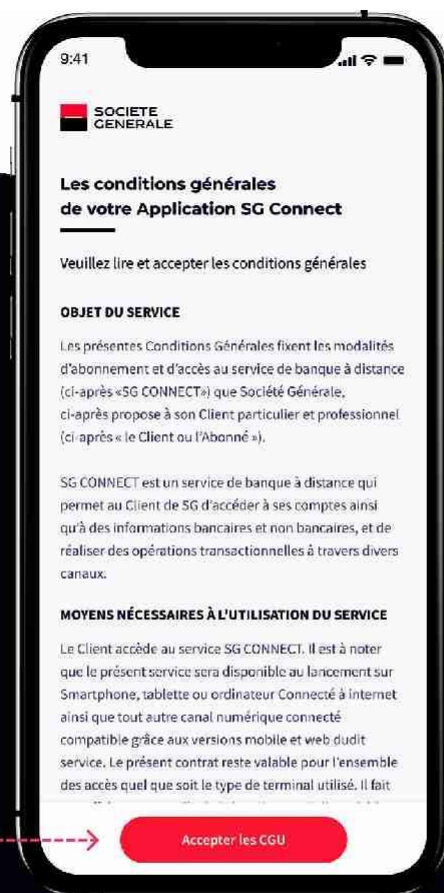 9:41
SOCIETE
GENERALE
Les conditions générales
de votre Application SG Connect
Veuillez lire et accepter les conditions générales
OBJET DU SERVICE
Les présentes Conditions Générales fixent les modalités
d'abonnement et d'accès au service de banque à distance
(ci-après «SG CONNECT») que Société Générale,
ci-après propose à son Client particulier et professionnel
(ci-après « le Client ou l'Abonné »).
SG CONNECT est un service de banque à distance qui
permet au Client de SG d'accéder à ses comptes ainsi
qu'à des informations bancaires et non bancaires, et de
réaliser des opérations transactionnelles à travers divers
canaux.
MOYENS NÉCESSAIRES À L'UTILISATION DU SERVICE
Le Client accède au service SG CONNECT. Il est à noter
que le présent service sera disponible au lancement sur
Smartphone, tablette ou ordinateur Connecté à internet
ainsi que tout autre canal numérique connecté
compatible grâce aux versions mobile et web dudit
service. Le présent contrat reste valable pour l'ensemble
des accès quel que soit le type de terminal utilisé. Il fait
Accepter les CGU